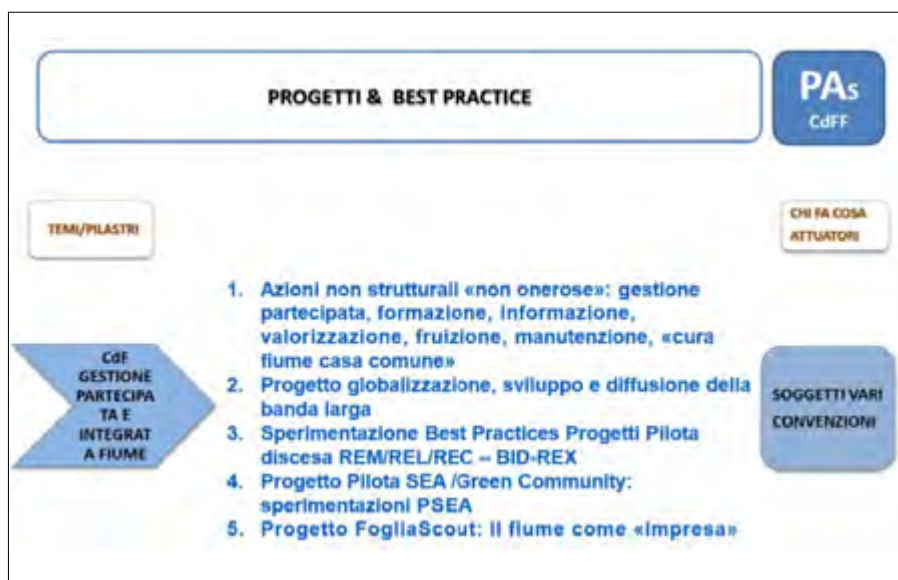 PROGETTI & BEST PRACTICE
PAs
CdFF
TEMI/PILASTRI
CHI FA COSA
ATTUATORI
CdF
GESTIONE
PARTECIPA
TA E
INTEGRAT
A FIUME
1. Azioni non strutturali «non onerose»: gestione
partecipata, formazione, informazione,
valorizzazione, fruizione, manutenzione, «cura
fiume casa comune»
2. Progetto globalizzazione, sviluppo e diffusione della
banda larga
3. Sperimentazione Best Practices Progetti Pilota
discesa REM/REL/REC – BID-REX
4. Progetto Pilota SEA /Green Community:
sperimentazioni PSEA
5. Progetto FogliaScout: il fiume come «impresa»
SOGGETTI VARI
CONVENZIONI